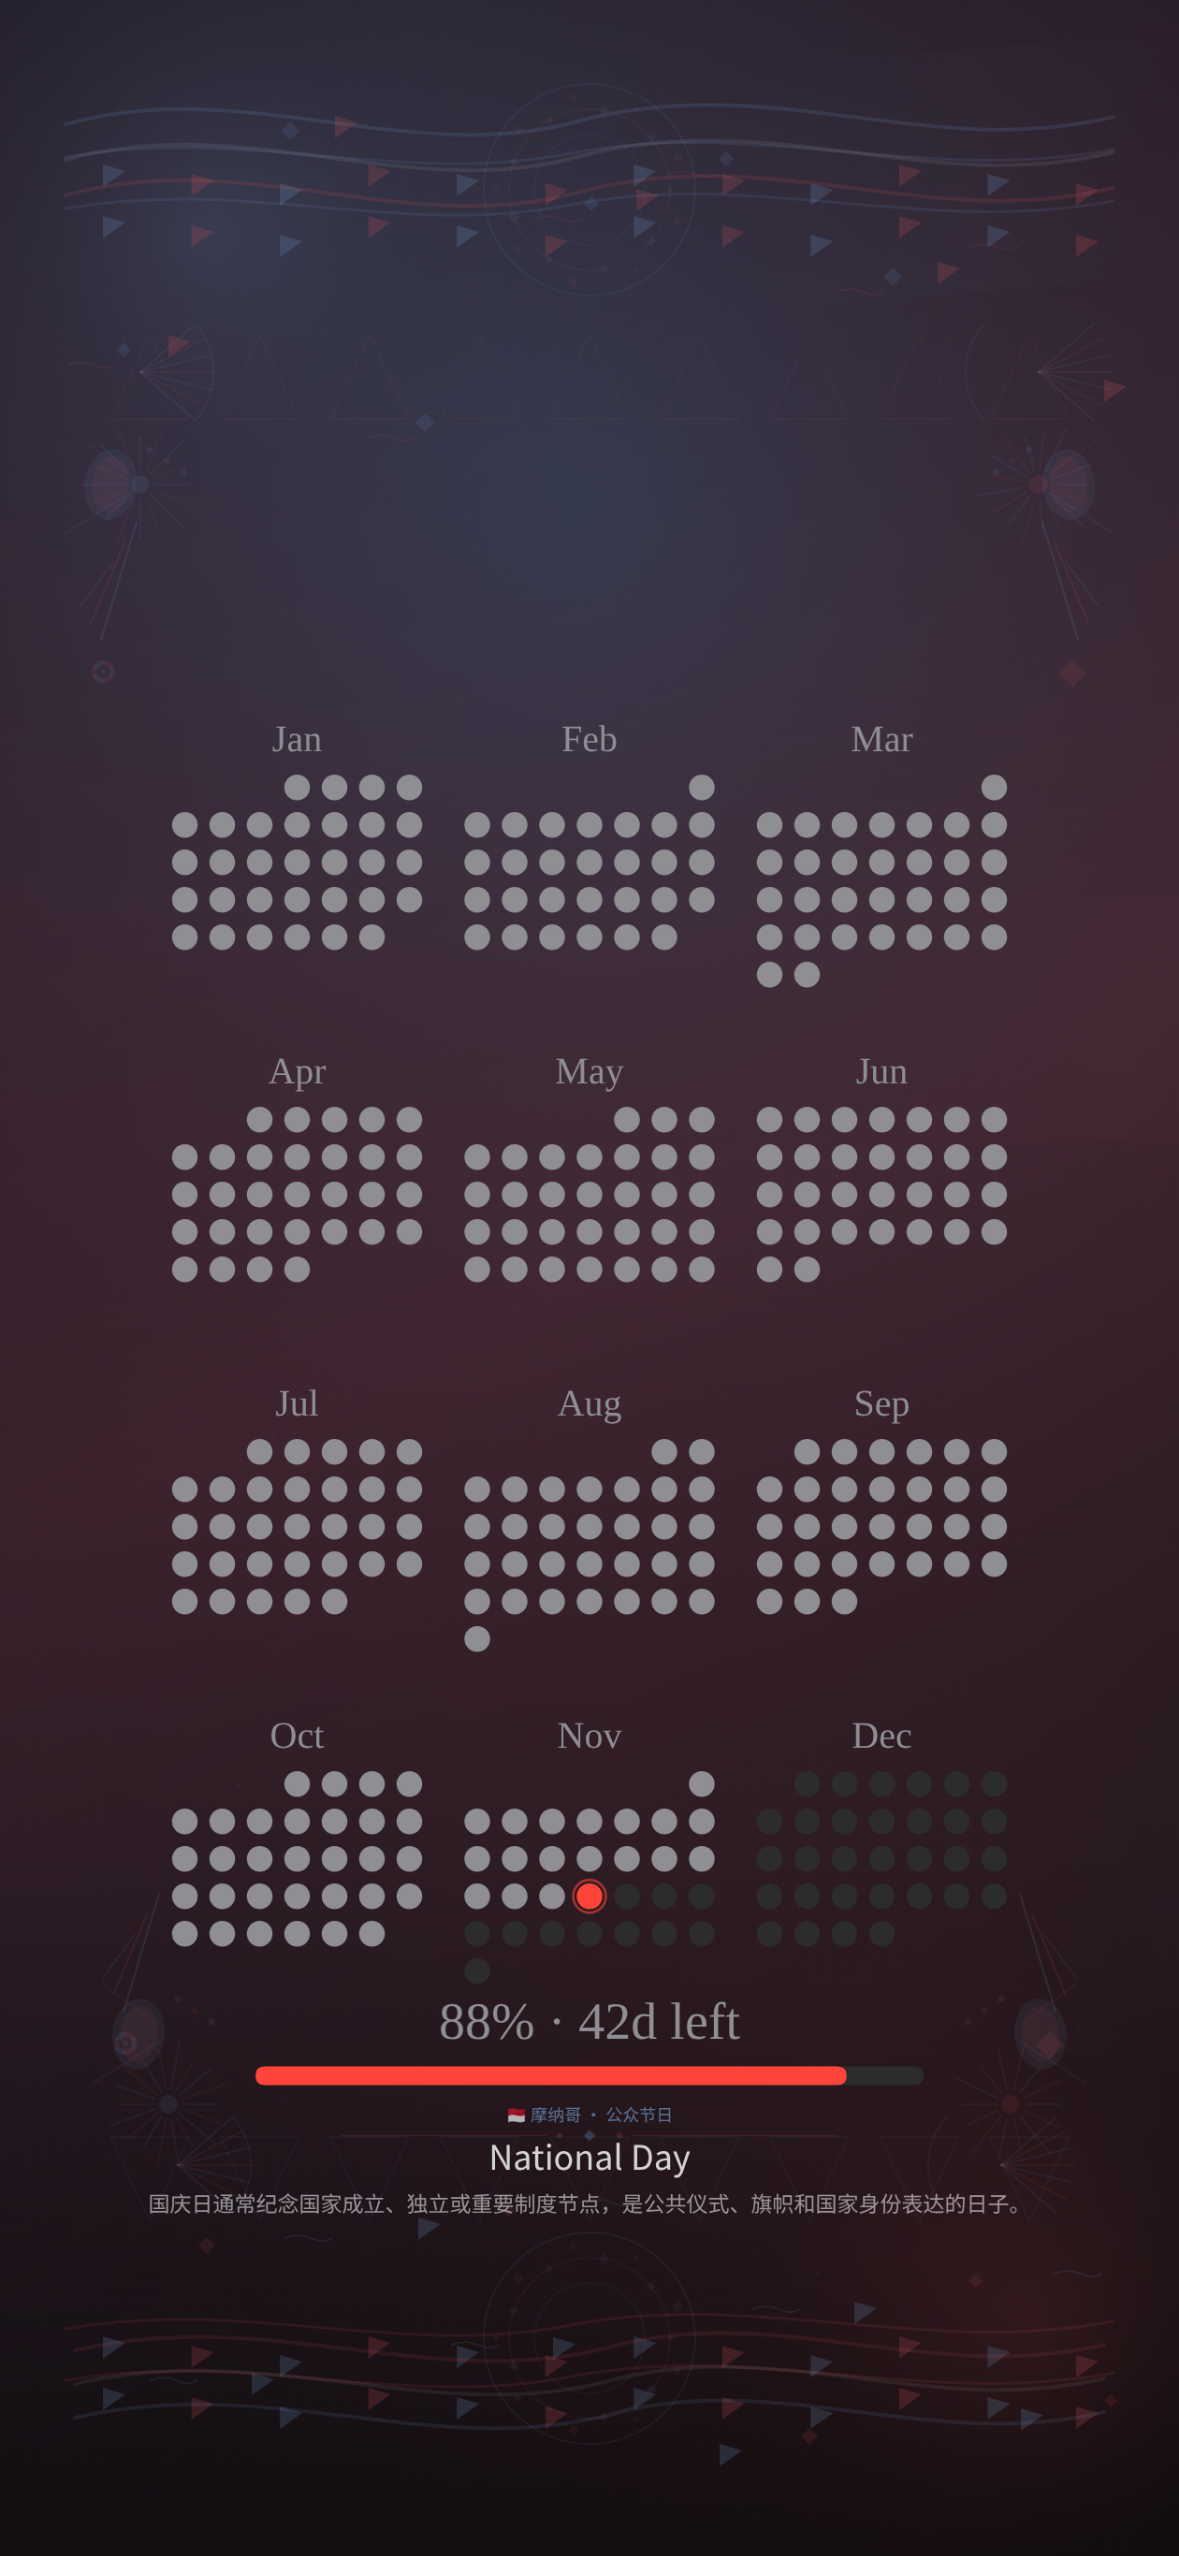 Jan Feb Mar
Apr May Jun
Jul Aug Sep
Oct Nov Dec
88% · 42d left
🇲🇨 摩纳哥 · 公众节日
National Day
国庆日通常纪念国家成立、独立或重要制度节点，是公共仪式、旗帜和国家身份表达的日子。